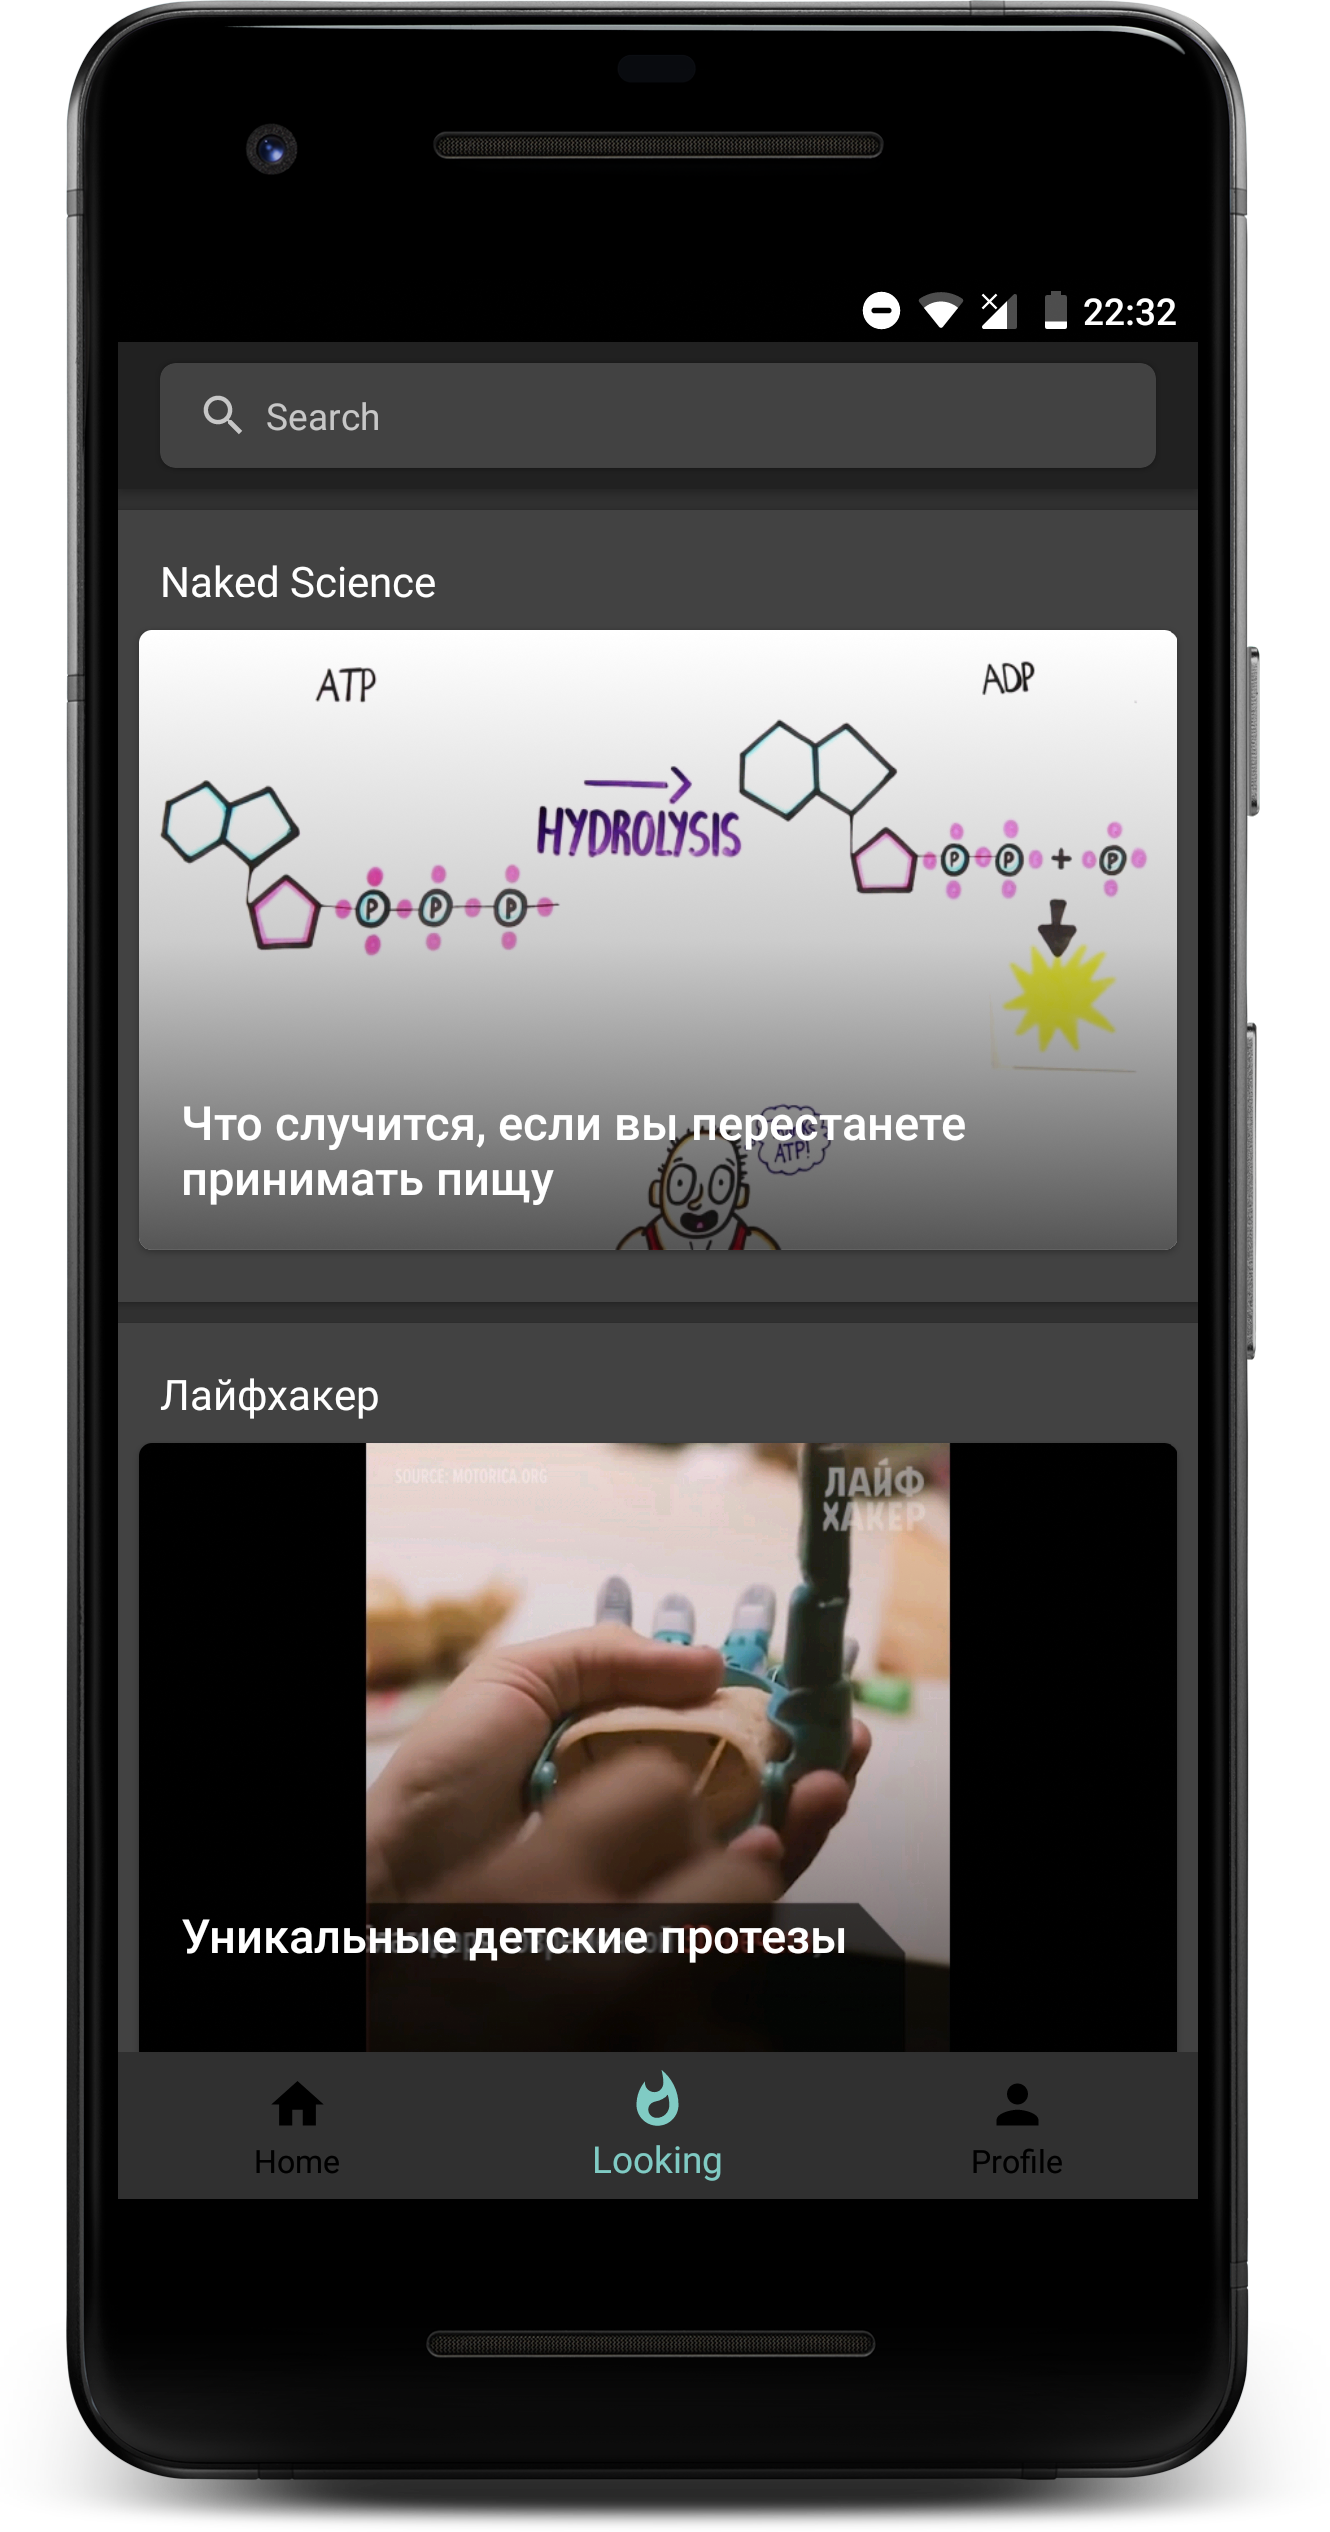 22:32
Search
Naked Science
ATP
ADP
HYDROLYSIS
P P P
P P + P
ATP!
Что случится, если вы перестанете
принимать пищу
Лайфхакер
SOURCE: MOTORICA.ORG
ЛАЙФ
ХАКЕР
Уникальные детские протезы
Home
Looking
Profile